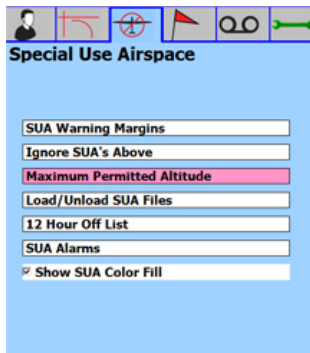 Special Use Airspace
SUA Warning Margins
Ignore SUA's Above
Maximum Permitted Altitude
Load/Unload SUA Files
12 Hour Off List
SUA Alarms
Show SUA Color Fill